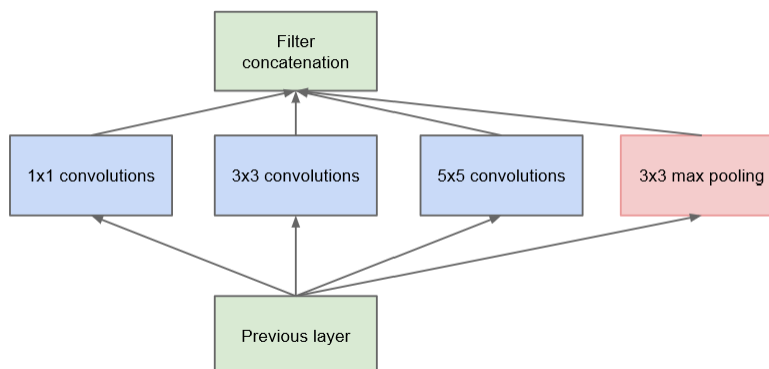 Filter
concatenation
1x1 convolutions
3x3 convolutions
5x5 convolutions
3x3 max pooling
Previous layer